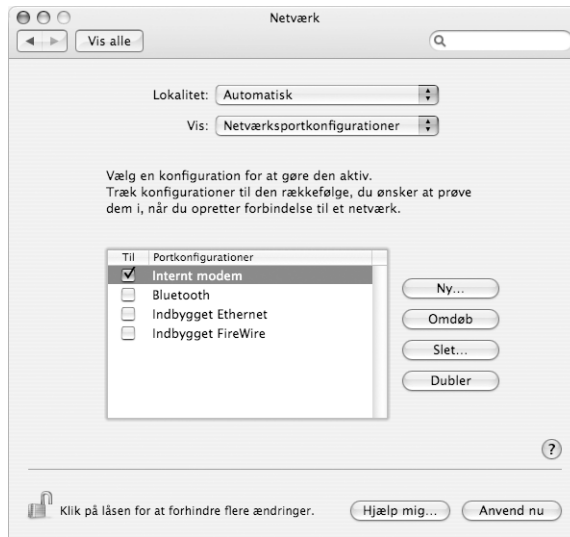 Netværk
Vis alle
Lokalitet: Automatisk
Vis: Netværksportkonfigurationer
Vælg en konfiguration for at gøre den aktiv.
Træk konfigurationer til den rækkefølge, du ønsker at prøve
dem i, når du opretter forbindelse til et netværk.
Til Portkonfigurationer
Internt modem
Bluetooth
Indbygget Ethernet
Indbygget FireWire
Ny...
Omdøb
Slet...
Dubler
?
Klik på låsen for at forhindre flere ændringer.
Hjælp mig...
Anvend nu